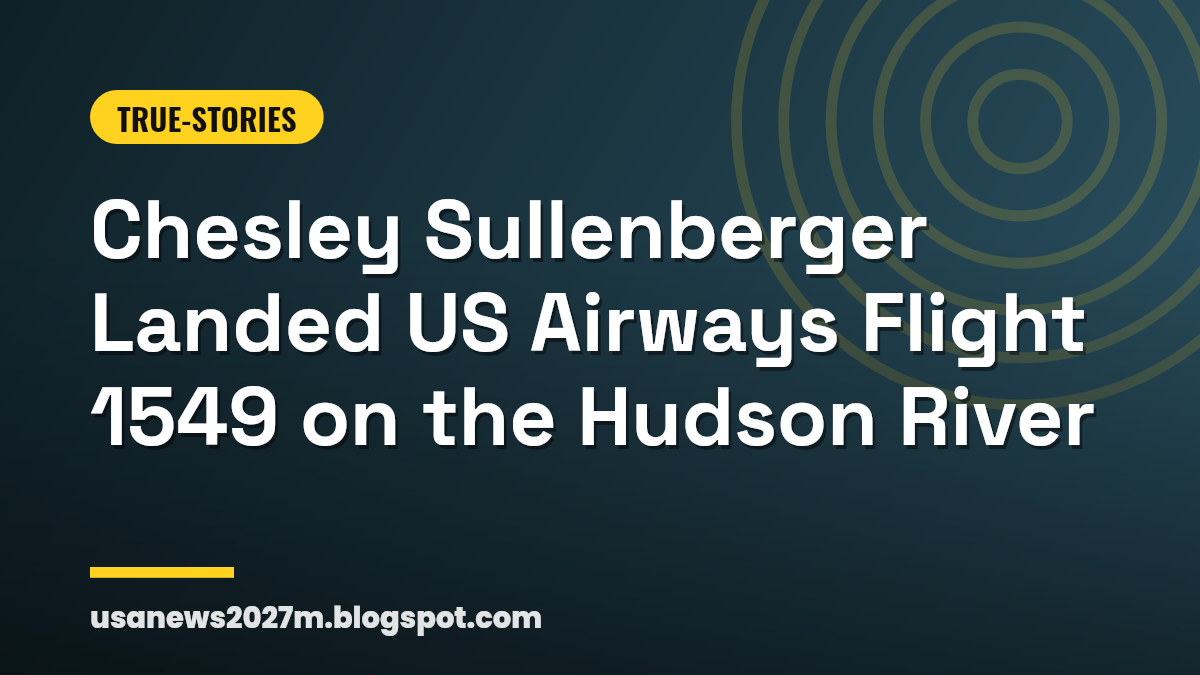 TRUE-STORIES
Chesley Sullenberger
Landed US Airways Flight
1549 on the Hudson River
usanews2027m.blogspot.com